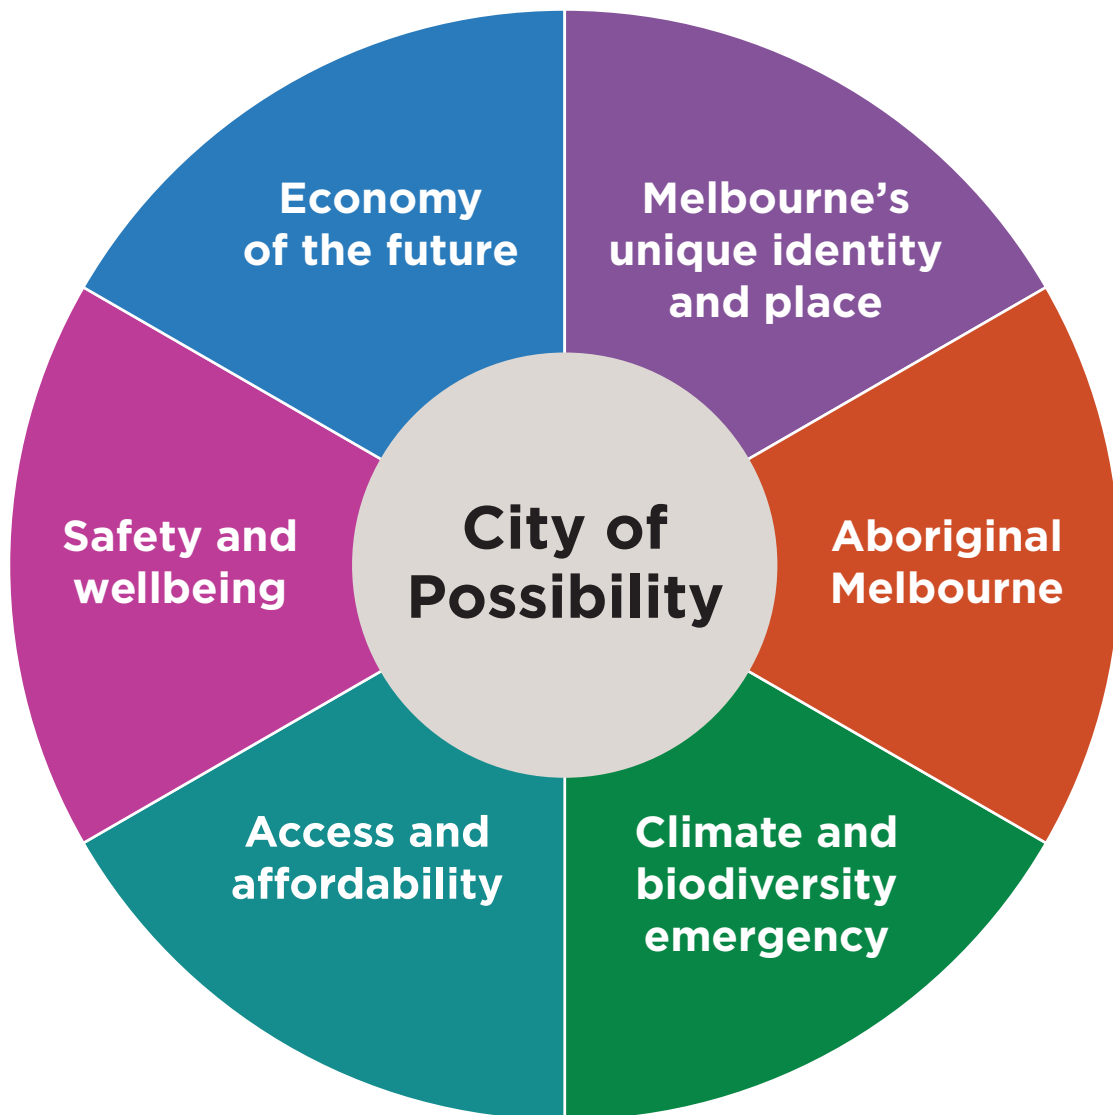 Economy
of the future
Melbourne’s
unique identity
and place
Safety and
wellbeing
City of
Possibility
Aboriginal
Melbourne
Access and
affordability
Climate and
biodiversity
emergency